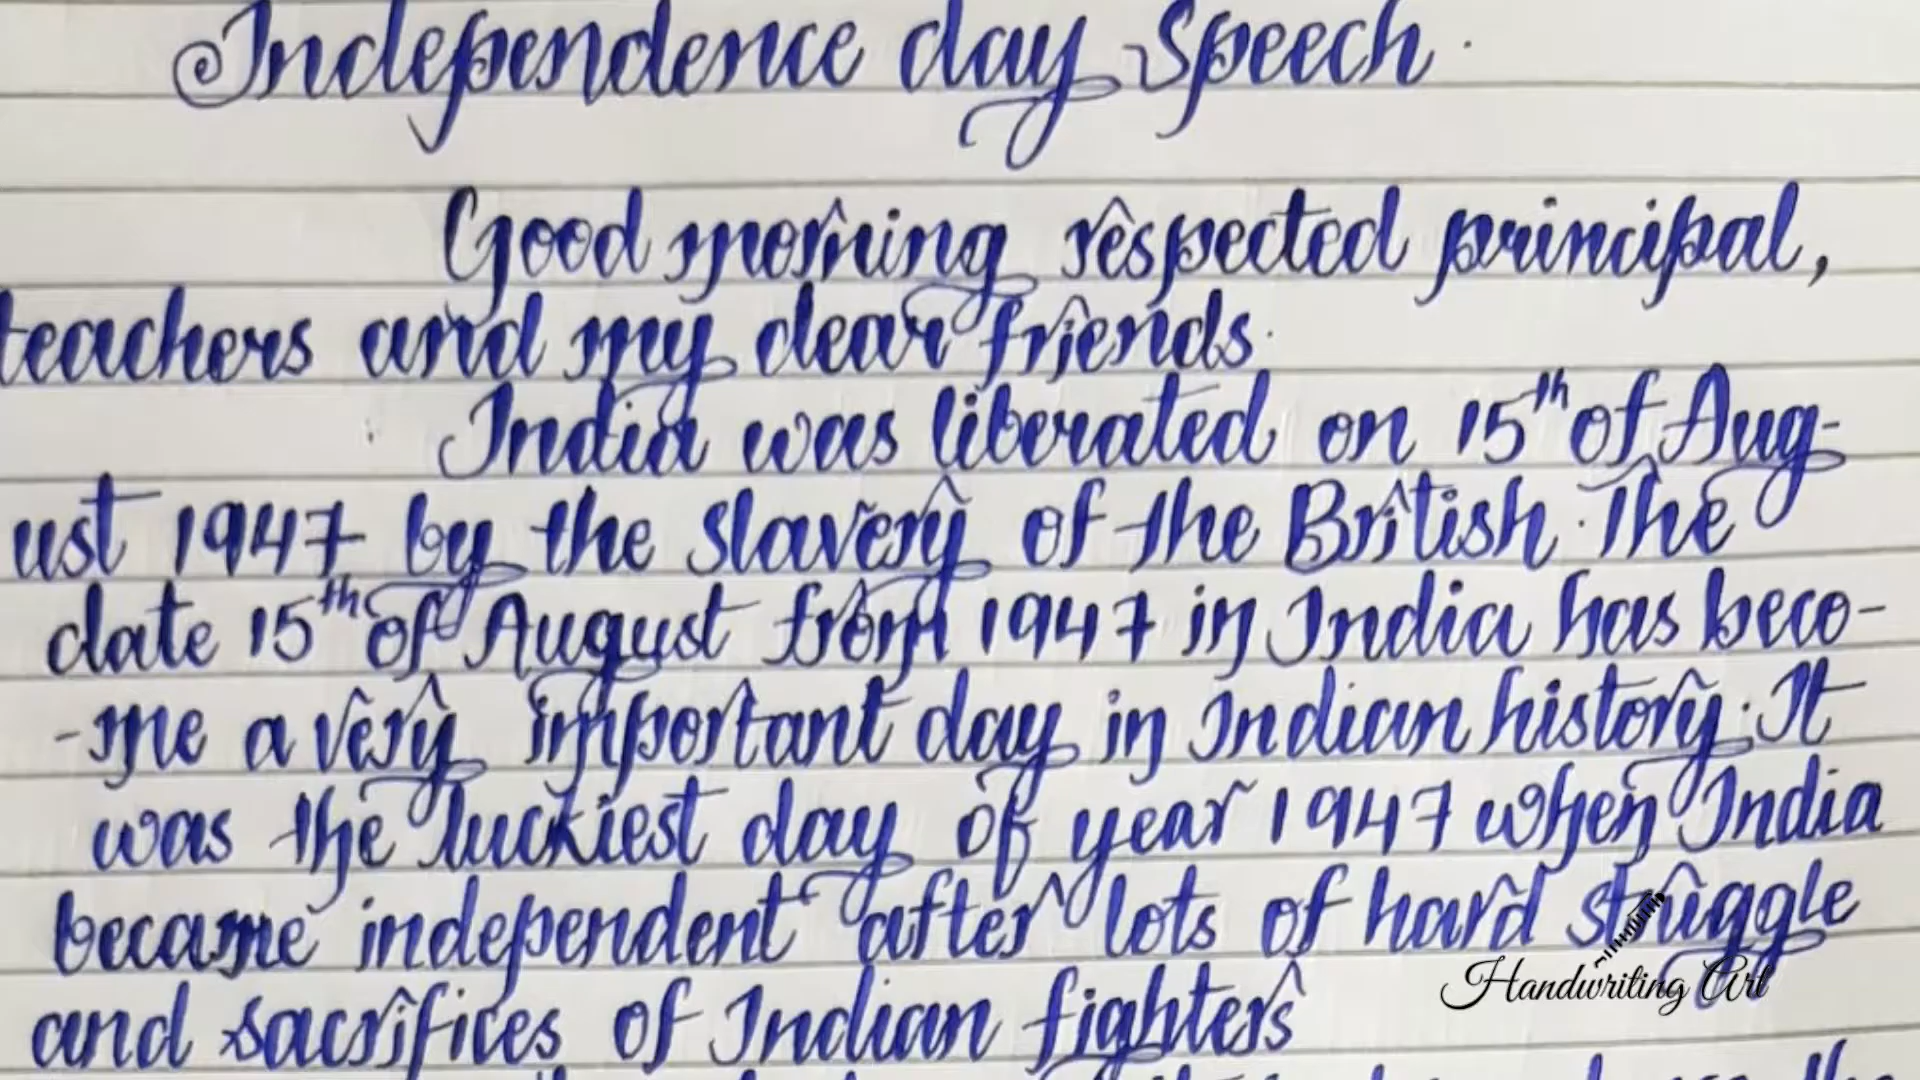 Independence day Speech.
Good morning respected principal,
teachers and my dear friends.
India was liberated on 15th of Aug-
ust 1947 by the slavery of the British. The
date 15th of August from 1947 in India has beco-
-me a very important day in Indian history. It
was the luckiest day of year 1947 when India
became independent after lots of hard struggle
and sacrifices of Indian fighters
Handwriting Art